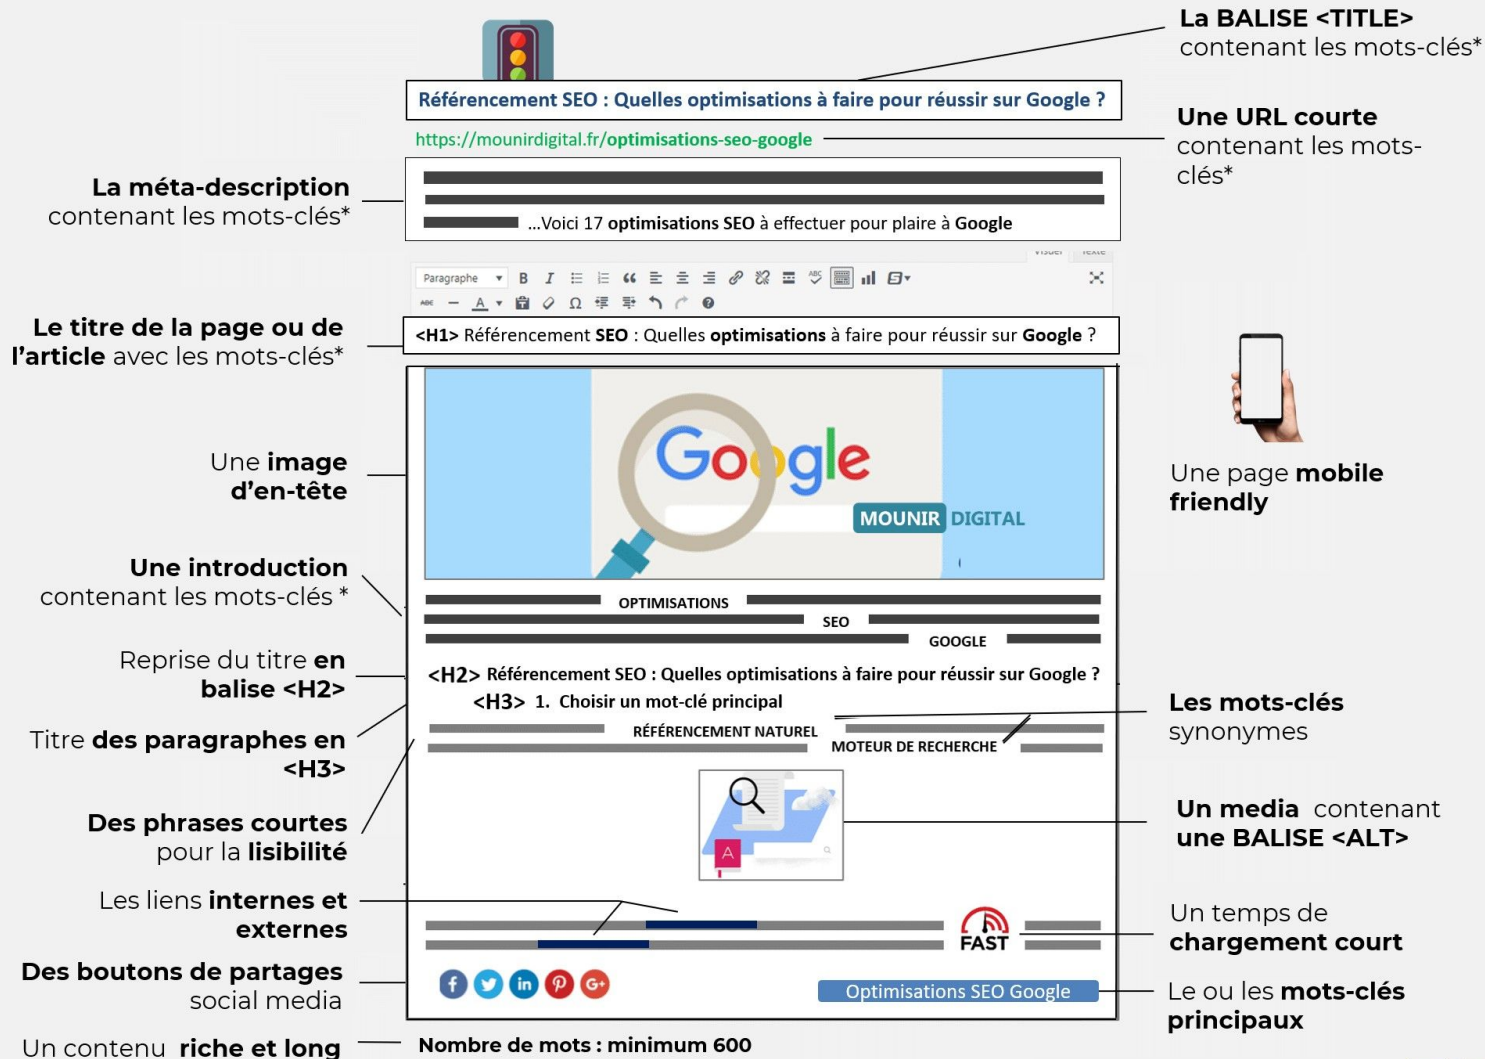 La BALISE <TITLE>
contenant les mots-clés*
Référencement SEO : Quelles optimisations à faire pour réussir sur Google ?
https://mounirdigital.fr/optimisations-seo-google
Une URL courte
contenant les mots-
clés*
La méta-description
contenant les mots-clés*
...Voici 17 optimisations SEO à effectuer pour plaire à Google
Visuel Texte
Paragraphe B I ABC
ABC A Ω
Le titre de la page ou de
l'article avec les mots-clés*
<H1> Référencement SEO : Quelles optimisations à faire pour réussir sur Google ?
Google
MOUNIR DIGITAL
Une image
d'en-tête
Une page mobile
friendly
Une introduction
contenant les mots-clés *
OPTIMISATIONS
SEO
GOOGLE
Reprise du titre en
balise <H2>
<H2> Référencement SEO : Quelles optimisations à faire pour réussir sur Google ?
<H3> 1. Choisir un mot-clé principal
Titre des paragraphes en
<H3>
RÉFÉRENCEMENT NATUREL
MOTEUR DE RECHERCHE
Les mots-clés
synonymes
Des phrases courtes
pour la lisibilité
A
Un media contenant
une BALISE <ALT>
Les liens internes et
externes
FAST
Un temps de
chargement court
Des boutons de partages
social media
f in G+
Optimisations SEO Google
Le ou les mots-clés
principaux
Un contenu riche et long
Nombre de mots : minimum 600